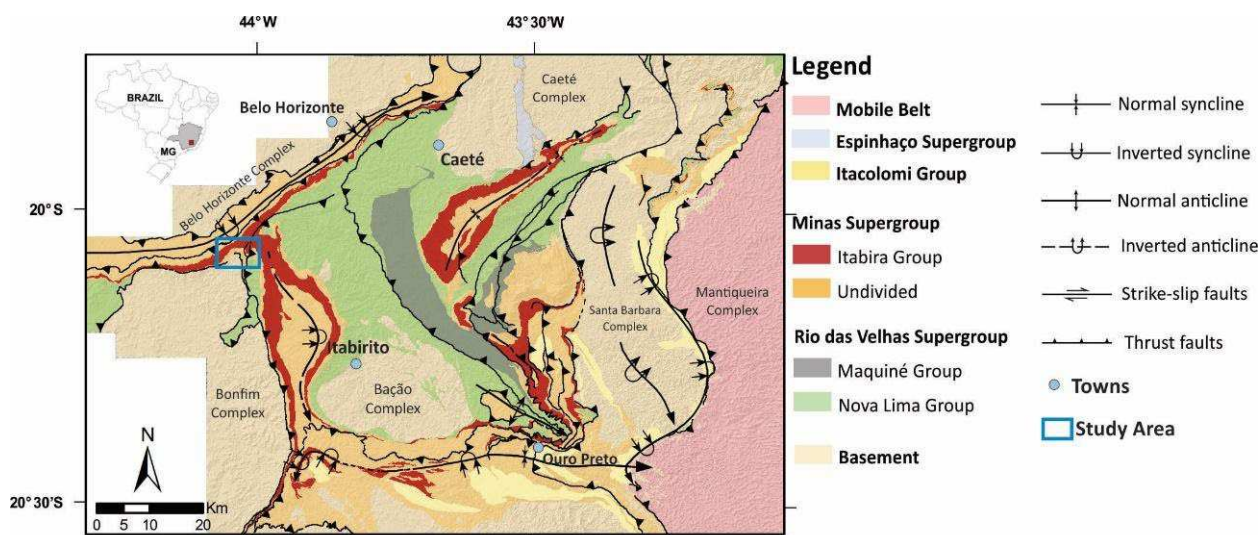 44°W
43°30'W
20°S
20°30'S
BRAZIL
MG
Belo Horizonte
Belo Horizonte Complex
Caeté
Complex
Caeté
Santa Barbara
Complex
Mantiqueira
Complex
Itabirito
Bação
Complex
Bonfim
Complex
Ouro Preto
N
0 5 10 20 Km
Legend
Mobile Belt
Espinhaço Supergroup
Itacolomi Group
Minas Supergroup
Itabira Group
Undivided
Rio das Velhas Supergroup
Maquiné Group
Nova Lima Group
Basement
Normal syncline
Inverted syncline
Normal anticline
Inverted anticline
Strike-slip faults
Thrust faults
Towns
Study Area